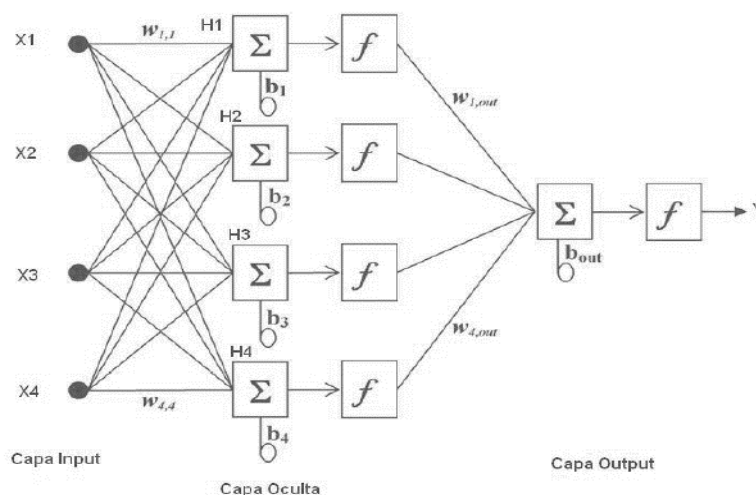 X1
w1,1
H1
Σ
f
b1
w1,out
X2
H2
Σ
f
b2
Σ
f
Y
bout
X3
H3
Σ
f
b3
w4,out
X4
w4,4
H4
Σ
f
b4
Capa Input
Capa Oculta
Capa Output